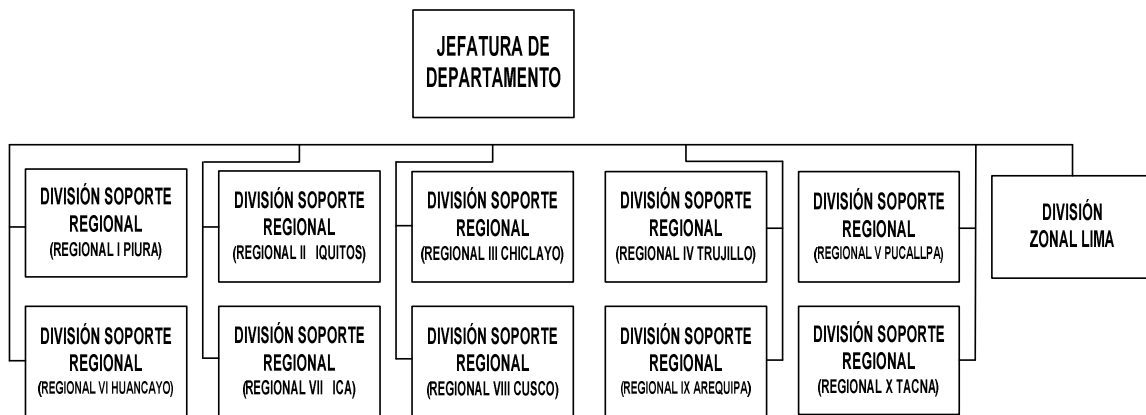 JEFATURA DE
DEPARTAMENTO
DIVISIÓN SOPORTE
REGIONAL
(REGIONAL I PIURA)
DIVISIÓN SOPORTE
REGIONAL
(REGIONAL II IQUITOS)
DIVISIÓN SOPORTE
REGIONAL
(REGIONAL III CHICLAYO)
DIVISIÓN SOPORTE
REGIONAL
(REGIONAL IV TRUJILLO)
DIVISIÓN SOPORTE
REGIONAL
(REGIONAL V PUCALLPA)
DIVISIÓN
ZONAL LIMA
DIVISIÓN SOPORTE
REGIONAL
(REGIONAL VI HUANCAYO)
DIVISIÓN SOPORTE
REGIONAL
(REGIONAL VII ICA)
DIVISIÓN SOPORTE
REGIONAL
(REGIONAL VIII CUSCO)
DIVISIÓN SOPORTE
REGIONAL
(REGIONAL IX AREQUIPA)
DIVISIÓN SOPORTE
REGIONAL
(REGIONAL X TACNA)